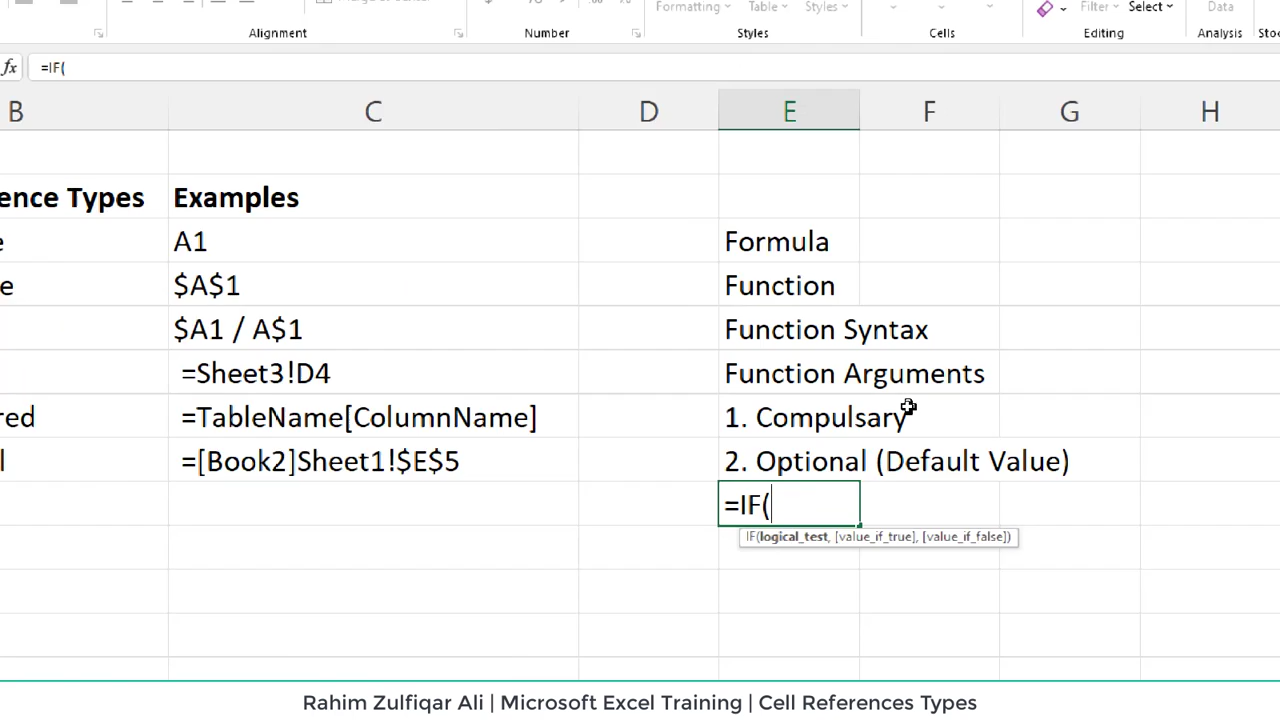 Formatting Table Styles Filter Select Data
Alignment Number Styles Cells Editing Analysis
fx =IF(
B C D E F G H
ence Types Examples
e A1 Formula
e $A$1 Function
$A1 / A$1 Function Syntax
=Sheet3!D4 Function Arguments
red =TableName[ColumnName] 1. Compulsary
l =[Book2]Sheet1!$E$5 2. Optional (Default Value)
=IF(
IF(logical_test, [value_if_true], [value_if_false])
Rahim Zulfiqar Ali | Microsoft Excel Training | Cell References Types